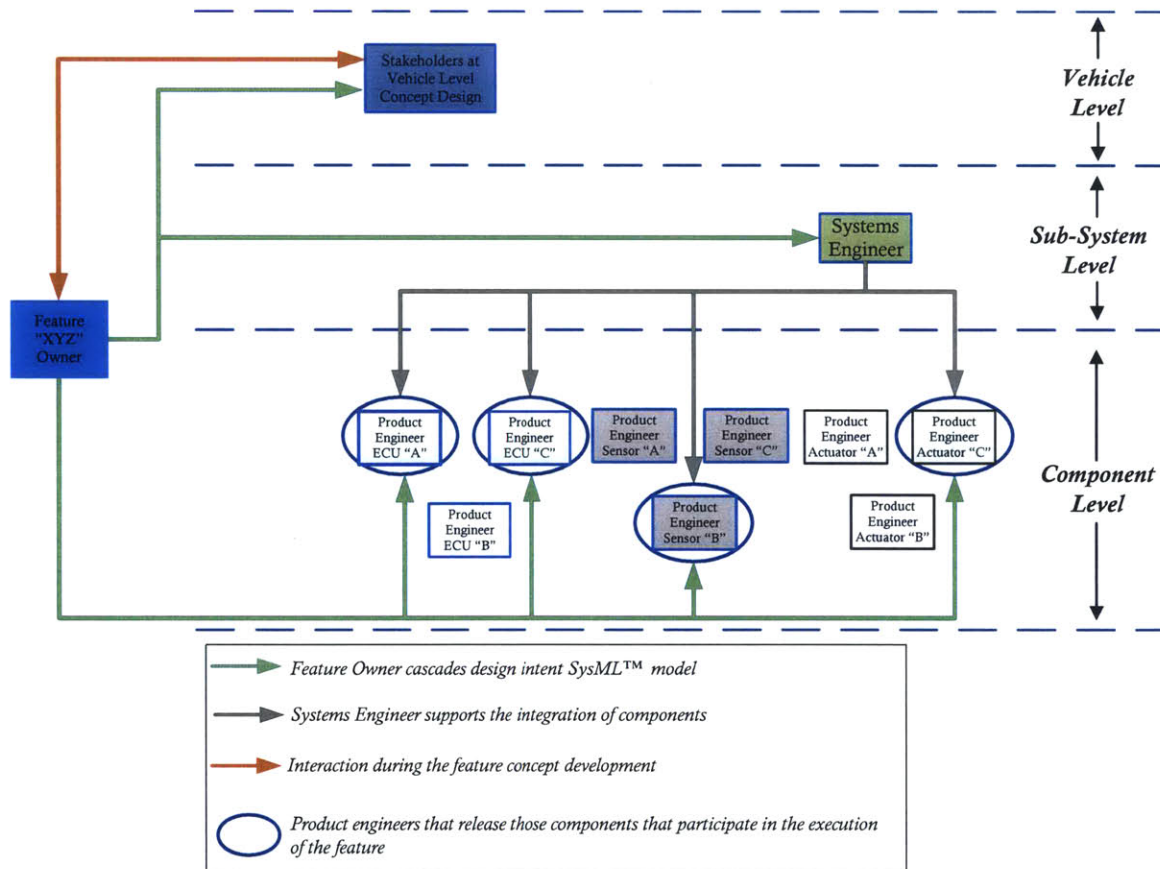 Stakeholders at
Vehicle Level
Concept Design
Vehicle
Level
Systems
Engineer
Sub-System
Level
Feature
"XYZ"
Owner
Product
Engineer
ECU "A"
Product
Engineer
ECU "C"
Product
Engineer
Sensor "A"
Product
Engineer
Sensor "C"
Product
Engineer
Actuator "A"
Product
Engineer
Actuator "C"
Product
Engineer
ECU "B"
Product
Engineer
Sensor "B"
Product
Engineer
Actuator "B"
Component
Level
Feature Owner cascades design intent SysML™ model
Systems Engineer supports the integration of components
Interaction during the feature concept development
Product engineers that release those components that participate in the execution
of the feature